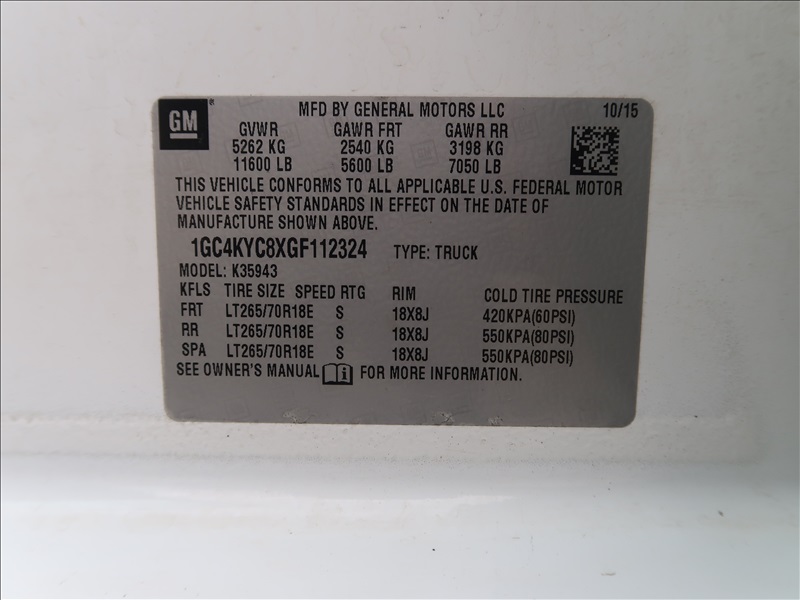 GM ®
MFD BY GENERAL MOTORS LLC 10/15
GVWR GAWR FRT GAWR RR
5262 KG 2540 KG 3198 KG
11600 LB 5600 LB 7050 LB
THIS VEHICLE CONFORMS TO ALL APPLICABLE U.S. FEDERAL MOTOR
VEHICLE SAFETY STANDARDS IN EFFECT ON THE DATE OF
MANUFACTURE SHOWN ABOVE.
1GC4KYC8XGF112324 TYPE: TRUCK
MODEL: K35943
KFLS TIRE SIZE SPEED RTG RIM COLD TIRE PRESSURE
FRT LT265/70R18E S 18X8J 420KPA(60PSI)
RR LT265/70R18E S 18X8J 550KPA(80PSI)
SPA LT265/70R18E S 18X8J 550KPA(80PSI)
SEE OWNER'S MANUAL i FOR MORE INFORMATION.